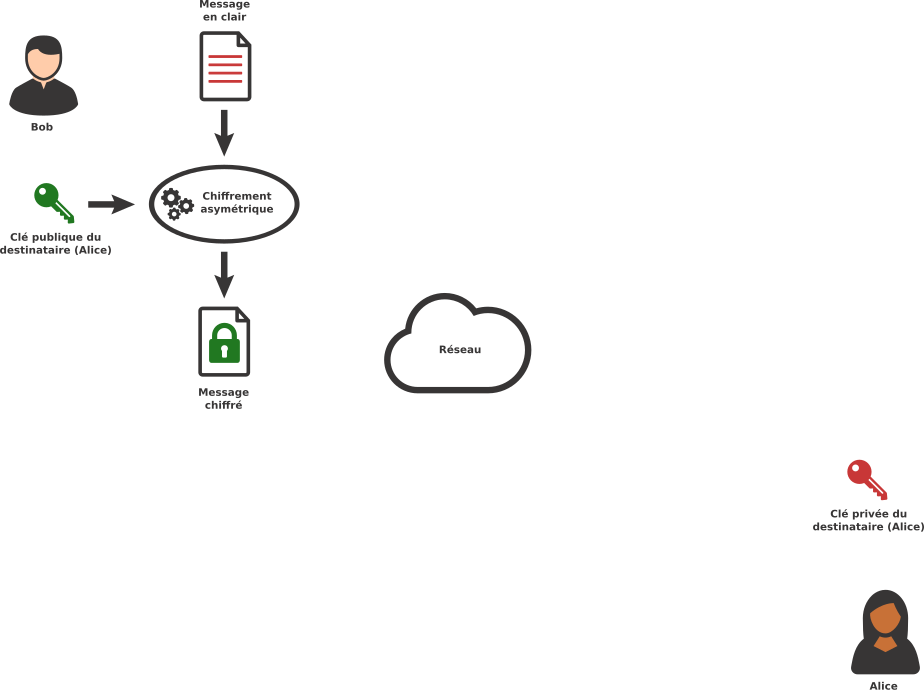 Message
en clair
Bob
Chiffrement
asymétrique
Clé publique du
destinataire (Alice)
Message
chiffré
Réseau
Clé privée du
destinataire (Alice)
Alice